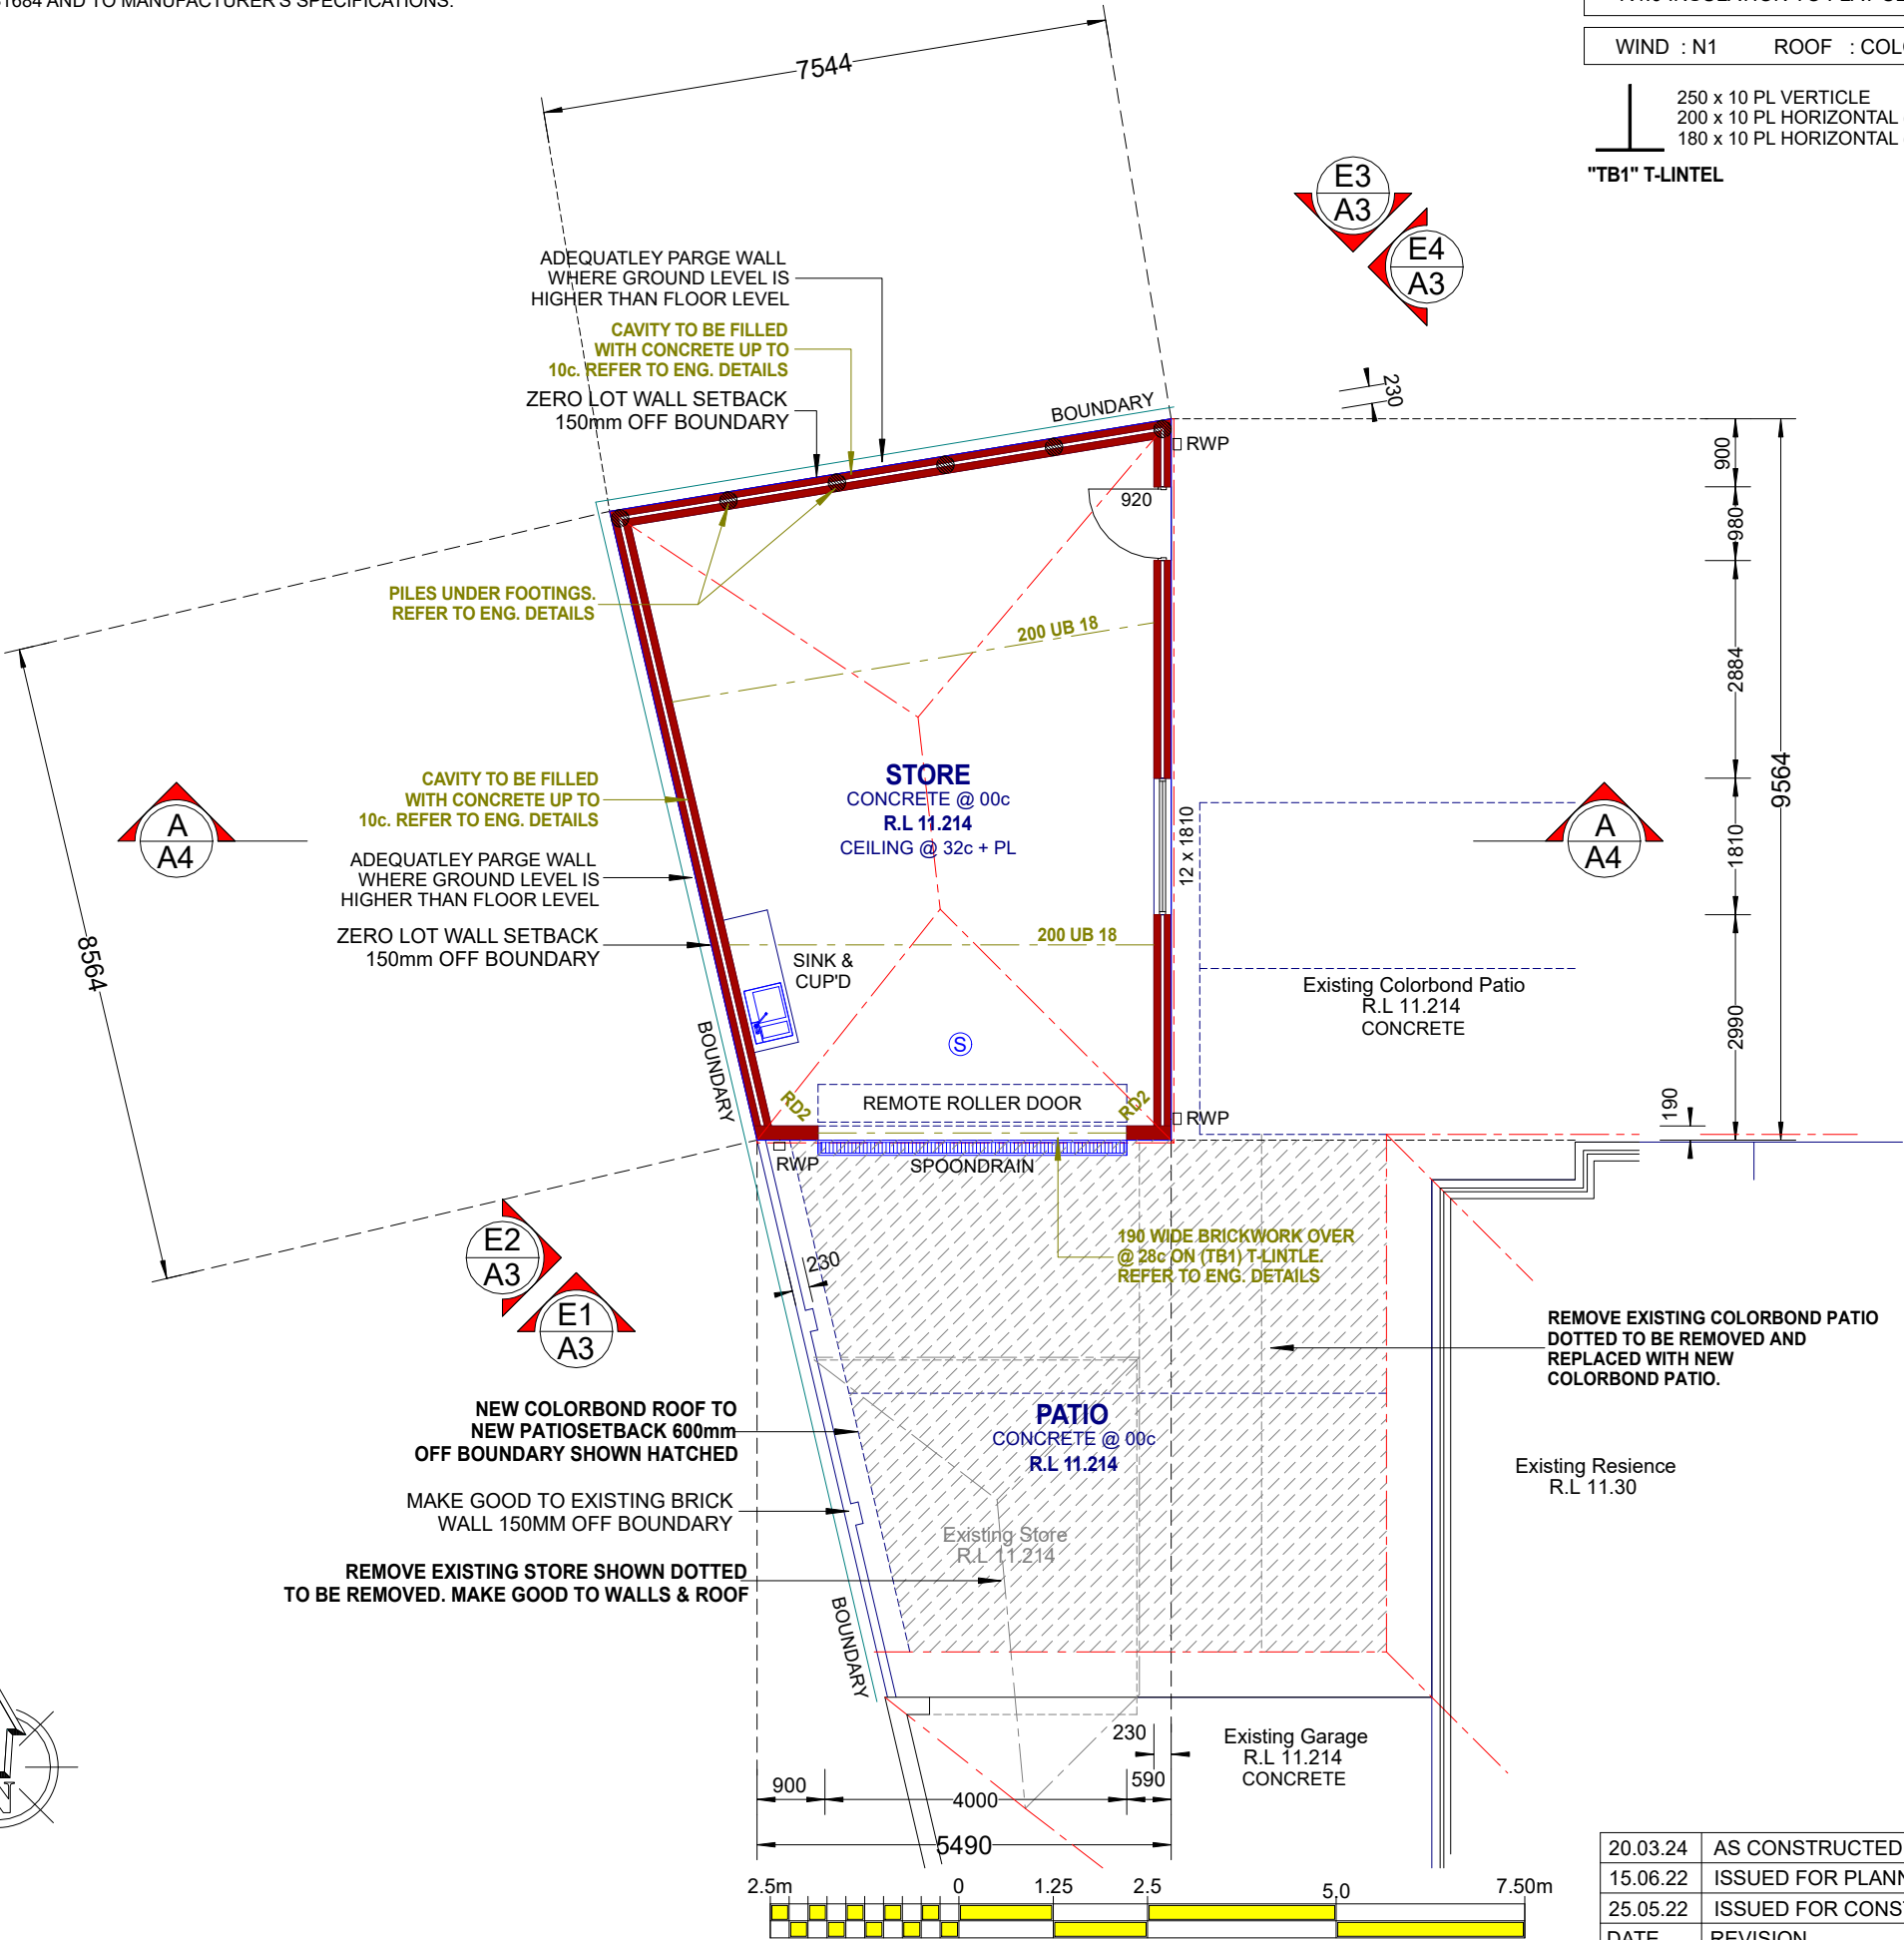 1684 AND TO MANUFACTURER'S SPECIFICATIONS.
WIND : N1 ROOF : COL
250 x 10 PL VERTICLE
200 x 10 PL HORIZONTAL
180 x 10 PL HORIZONTAL
"TB1" T-LINTEL
7544
E3
A3
E4
A3
ADEQUATLEY PARGE WALL
WHERE GROUND LEVEL IS
HIGHER THAN FLOOR LEVEL
CAVITY TO BE FILLED
WITH CONCRETE UP TO
10c. REFER TO ENG. DETAILS
ZERO LOT WALL SETBACK
150mm OFF BOUNDARY
BOUNDARY
230
RWP
900
920
980
PILES UNDER FOOTINGS.
REFER TO ENG. DETAILS
200 UB 18
2884
STORE
CONCRETE @ 00c
R.L 11.214
CEILING @ 32c + PL
12 x 1810
9564
1810
A
A4
A
A4
CAVITY TO BE FILLED
WITH CONCRETE UP TO
10c. REFER TO ENG. DETAILS
ADEQUATLEY PARGE WALL
WHERE GROUND LEVEL IS
HIGHER THAN FLOOR LEVEL
ZERO LOT WALL SETBACK
150mm OFF BOUNDARY
8564
200 UB 18
SINK &
CUP'D
Existing Colorbond Patio
R.L 11.214
CONCRETE
2990
BOUNDARY
S
RD2
REMOTE ROLLER DOOR
RD2
RWP
190
RWP
SPOONDRAIN
E2
A3
E1
A3
230
190 WIDE BRICKWORK OVER
@ 28c ON (TB1) T-LINTLE.
REFER TO ENG. DETAILS
REMOVE EXISTING COLORBOND PATIO
DOTTED TO BE REMOVED AND
REPLACED WITH NEW
COLORBOND PATIO.
NEW COLORBOND ROOF TO
NEW PATIOSETBACK 600mm
OFF BOUNDARY SHOWN HATCHED
PATIO
CONCRETE @ 00c
R.L 11.214
Existing Resience
R.L 11.30
MAKE GOOD TO EXISTING BRICK
WALL 150MM OFF BOUNDARY
Existing Store
R.L 11.214
REMOVE EXISTING STORE SHOWN DOTTED
TO BE REMOVED. MAKE GOOD TO WALLS & ROOF
BOUNDARY
N
230
Existing Garage
R.L 11.214
CONCRETE
900
4000
590
5490
2.5m 0 1.25 2.5 5.0 7.50m
20.03.24 AS CONSTRUCTED
15.06.22 ISSUED FOR PLANN
25.05.22 ISSUED FOR CONST
DATE REVISION